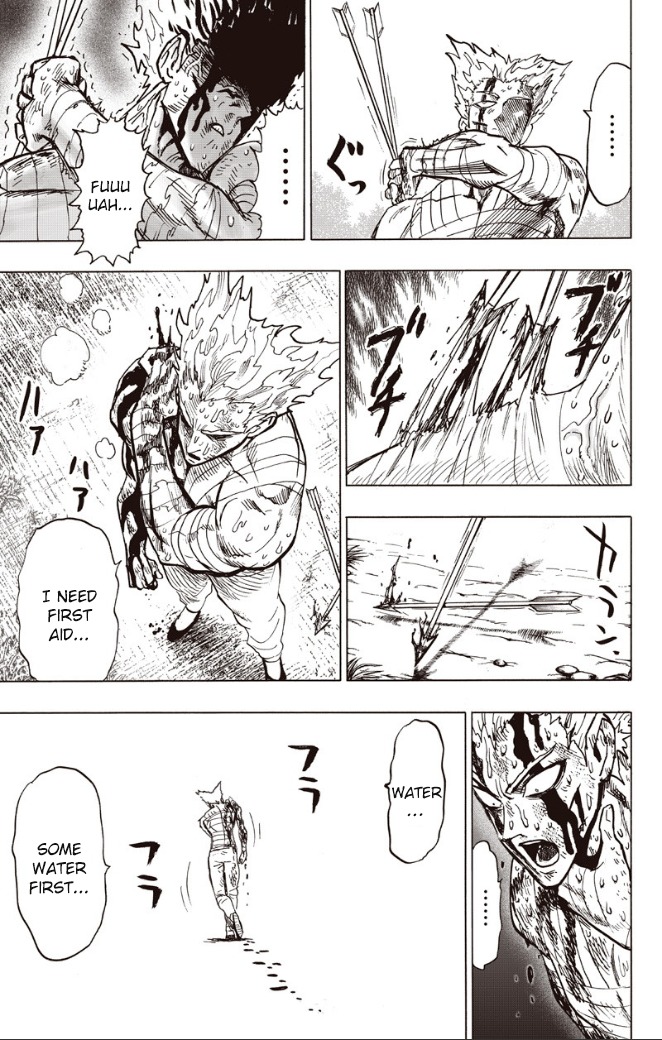 ......
ぐっ
....
FUUU
UAH...
ブチ
ブチ
カラン.
ハァ
ハァ
I NEED
FIRST
AID...
......
WATER
...
フラ
フラ
SOME
WATER
FIRST...